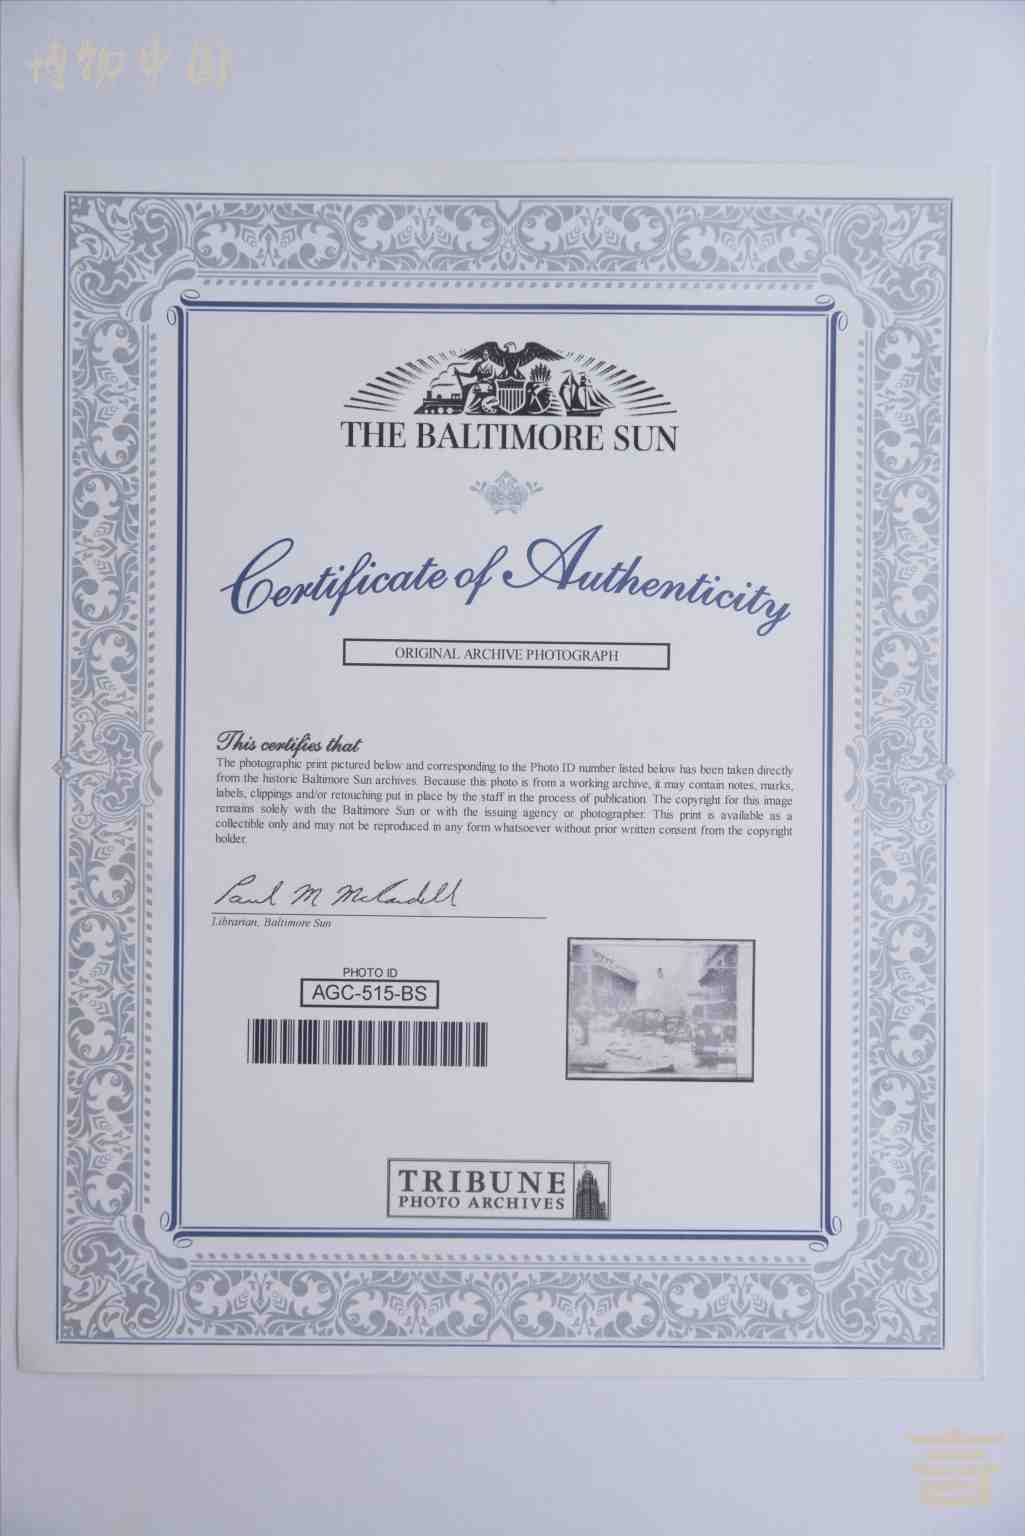 博物中国
THE BALTIMORE SUN
Certificate of Authenticity
ORIGINAL ARCHIVE PHOTOGRAPH
This certifies that
The photographic print pictured below and corresponding to the Photo ID number listed below has been taken directly
from the historic Baltimore Sun archives. Because this photo is from a working archive, it may contain notes, marks,
labels, clippings and/or retouching put in place by the staff in the process of publication. The copyright for this image
remains solely with the Baltimore Sun or with the issuing agency or photographer. This print is available as a
collectible only and may not be reproduced in any form whatsoever without prior written consent from the copyright
holder.
Paul M McCardell
Librarian, Baltimore Sun
PHOTO ID
AGC-515-BS
TRIBUNE
PHOTO ARCHIVES